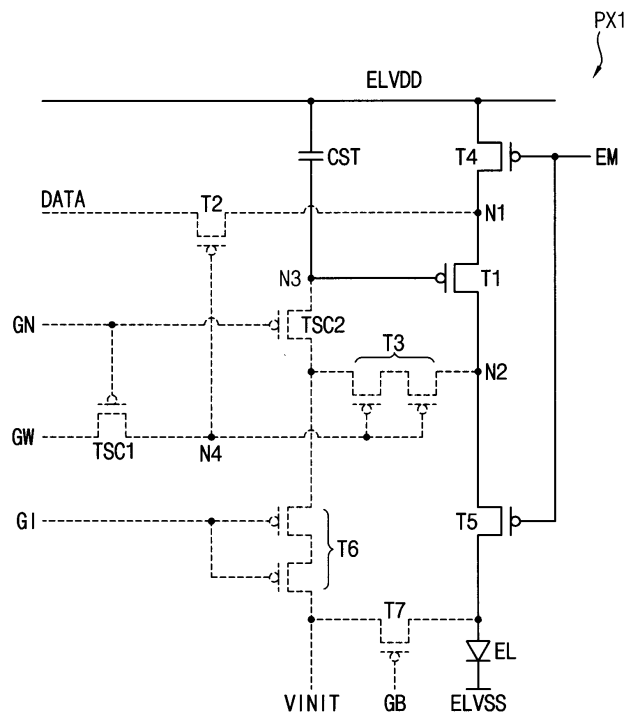 PX1
ELVDD
CST
T4
EM
DATA
T2
N1
N3
T1
GN
TSC2
T3
N2
GW
TSC1
N4
GI
T6
T5
T7
EL
VINIT
GB
ELVSS